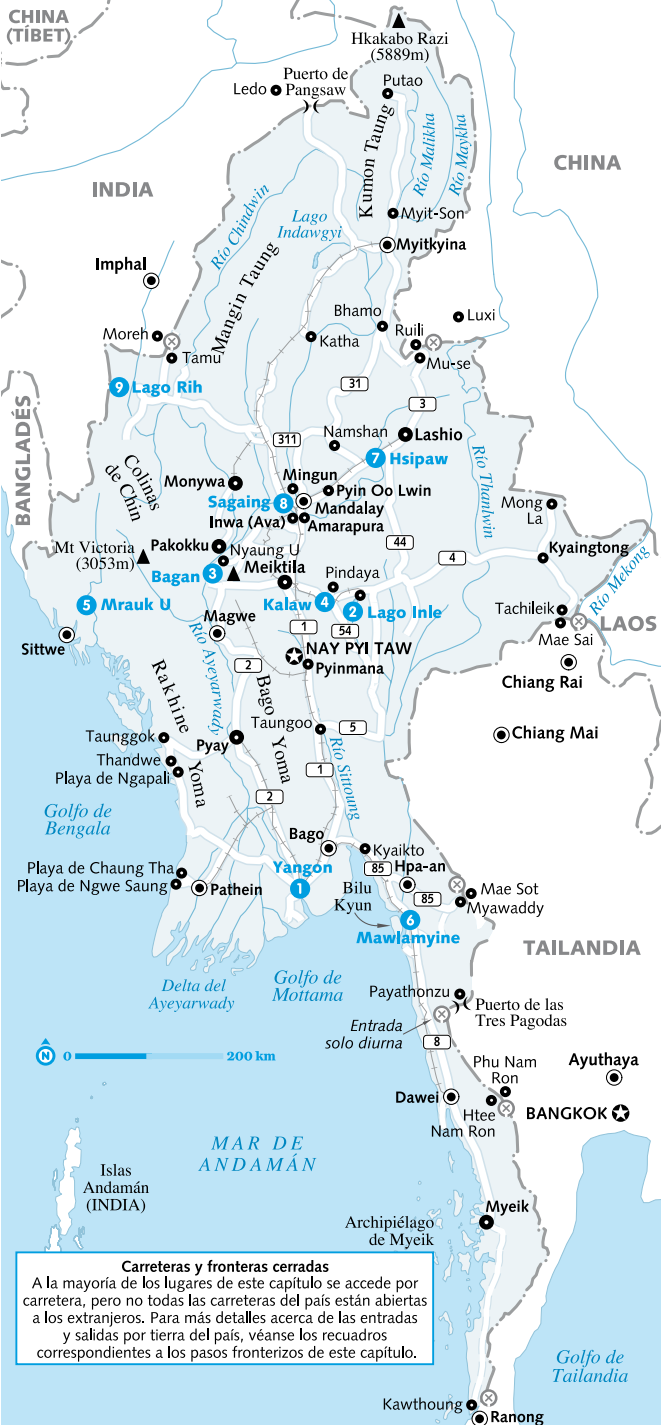 CHINA
(TÍBET)
Hkakabo Razi
(5889m)
Puerto de
Pangsaw
Ledo
Putao
Kumon Taung
Río Malikha
Río Maykha
CHINA
INDIA
Río Chindwin
Lago
Indawgyi
Myit-Son
Myitkyina
Imphal
Mangin Taung
Bhamo
Luxi
Moreh
Katha
Ruili
Tamu
Mu-se
9 Lago Rih
31
3
BANGLADÉS
Colinas
de Chin
311
Namshan
Lashio
7 Hsipaw
Río Thanlwin
Monywa
Mingun
Sagaing 8
Pyin Oo Lwin
Mandalay
Inwa (Ava)
Amarapura
Mong
La
Mt Victoria
(3053m)
Pakokku
Nyaung U
44
4
Kyaingtong
Bagan 3
Meiktila
Pindaya
Río Mekong
5 Mrauk U
Kalaw 4
2 Lago Inle
Tachileik
LAOS
Sittwe
Magwe
1
54
Mae Sai
Río Ayeyarwady
NAY PYI TAW
Pyinmana
Chiang Rai
Rakhine
Yoma
2
Bago
Yoma
Taungoo
5
Chiang Mai
Taunggok
Pyay
Río Sittoung
Thandwe
Playa de Ngapali
1
2
Golfo de
Bengala
Bago
Kyaikto
Playa de Chaung Tha
Playa de Ngwe Saung
Pathein
Yangon
1
85
Hpa-an
Bilu
Kyun
85
Mae Sot
Myawaddy
6
Mawlamyine
TAILANDIA
Delta del
Ayeyarwady
Golfo de
Mottama
Payathonzu
Puerto de las
Tres Pagodas
Entrada
solo diurna
N 0 200 km
8
Phu Nam
Ron
Ayuthaya
Dawei
Htee
Nam Ron
BANGKOK
MAR DE
ANDAMÁN
Islas
Andamán
(INDIA)
Myeik
Archipiélago
de Myeik
Carreteras y fronteras cerradas
A la mayoría de los lugares de este capítulo se accede por
carretera, pero no todas las carreteras del país están abiertas
a los extranjeros. Para más detalles acerca de las entradas
y salidas por tierra del país, véanse los recuadros
correspondientes a los pasos fronterizos de este capítulo.
Golfo de
Tailandia
Kawthoung
Ranong